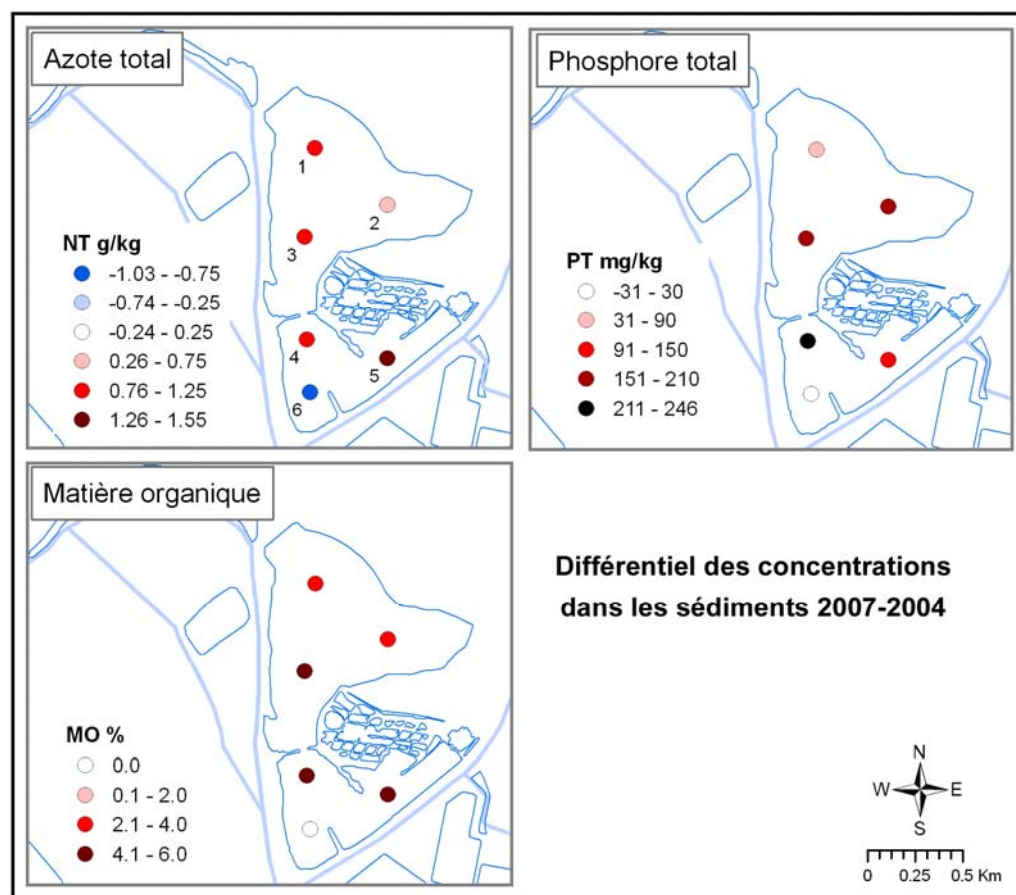 Azote total
1
2
3
4
5
6
NT g/kg
-1.03 - -0.75
-0.74 - -0.25
-0.24 - 0.25
0.26 - 0.75
0.76 - 1.25
1.26 - 1.55
Phosphore total
PT mg/kg
-31 - 30
31 - 90
91 - 150
151 - 210
211 - 246
Matière organique
MO %
0.0
0.1 - 2.0
2.1 - 4.0
4.1 - 6.0
Différentiel des concentrations
dans les sédiments 2007-2004
N
W E
S
0 0.25 0.5 Km